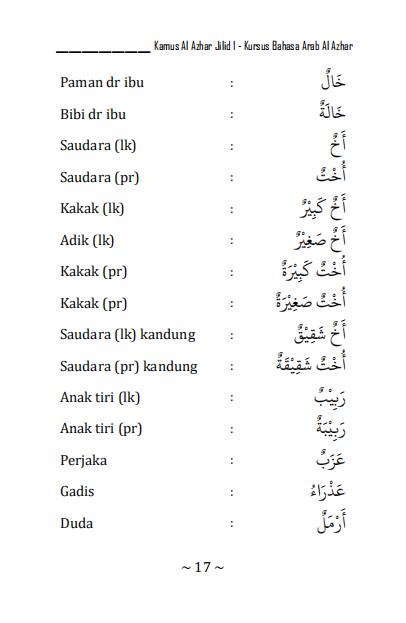 Kamus Al Azhar Jilid I - Kursus Bahasa Arab Al Azhar
Paman dr ibu : خَالٌ
Bibi dr ibu : خَالَةٌ
Saudara (lk) : أَخٌ
Saudara (pr) : أُخْتٌ
Kakak (lk) : أَخٌ كَبِيْرٌ
Adik (lk) : أَخٌ صَغِيْرٌ
Kakak (pr) : أُخْتٌ كَبِيْرَةٌ
Kakak (pr) : أُخْتٌ صَغِيْرَةٌ
Saudara (lk) kandung : أَخٌ شَقِيْقٌ
Saudara (pr) kandung : أُخْتٌ شَقِيْقَةٌ
Anak tiri (lk) : رَبِيْبٌ
Anak tiri (pr) : رَبِيْبَةٌ
Perjaka : عَزَبٌ
Gadis : عَذْرَاءُ
Duda : أَرْمَلٌ
~ 17 ~